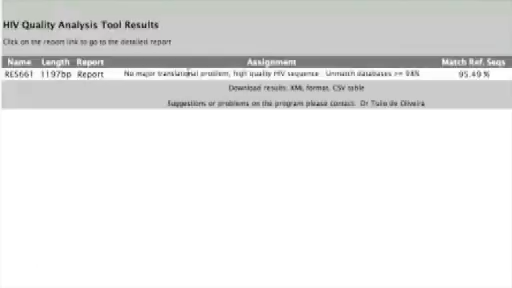 HIV Quality Analysis Tool Results
Click on the report link to go to the detailed report
Name Length Report Assignment Match Ref. Seqs
RES661 1197bp Report No major translational problem, high quality HIV sequence Unmatch databases >= 98% 95.49 %
Download results: XML format, CSV table
Suggestions or problems on the program please contact: Dr Tulio de Oliveira